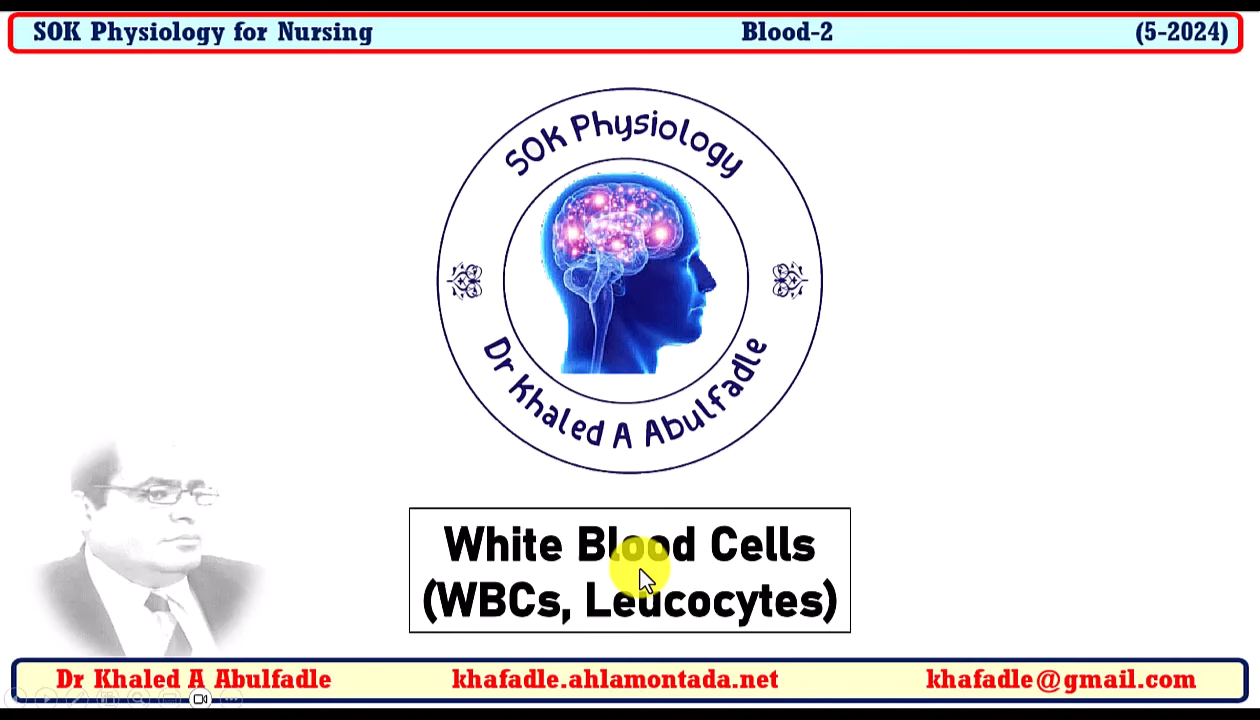 SOK Physiology for Nursing Blood-2 (5-2024)
SOK Physiology
Dr Khaled A Abulfadle
White Blood Cells
(WBCs, Leucocytes)
Dr Khaled A Abulfadle khafadle.ahlamontada.net khafadle@gmail.com